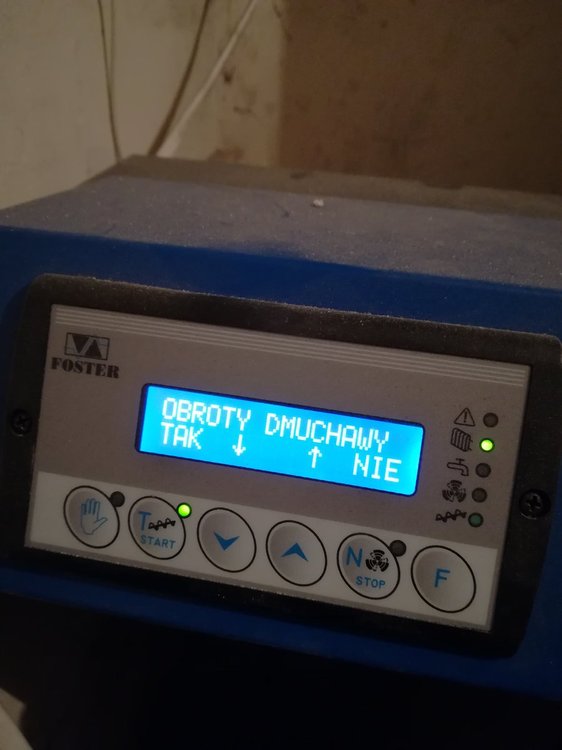 FOSTER
OBROTY DMUCHAWY
TAK ↓ ↑ NIE
T
START
N
STOP
F